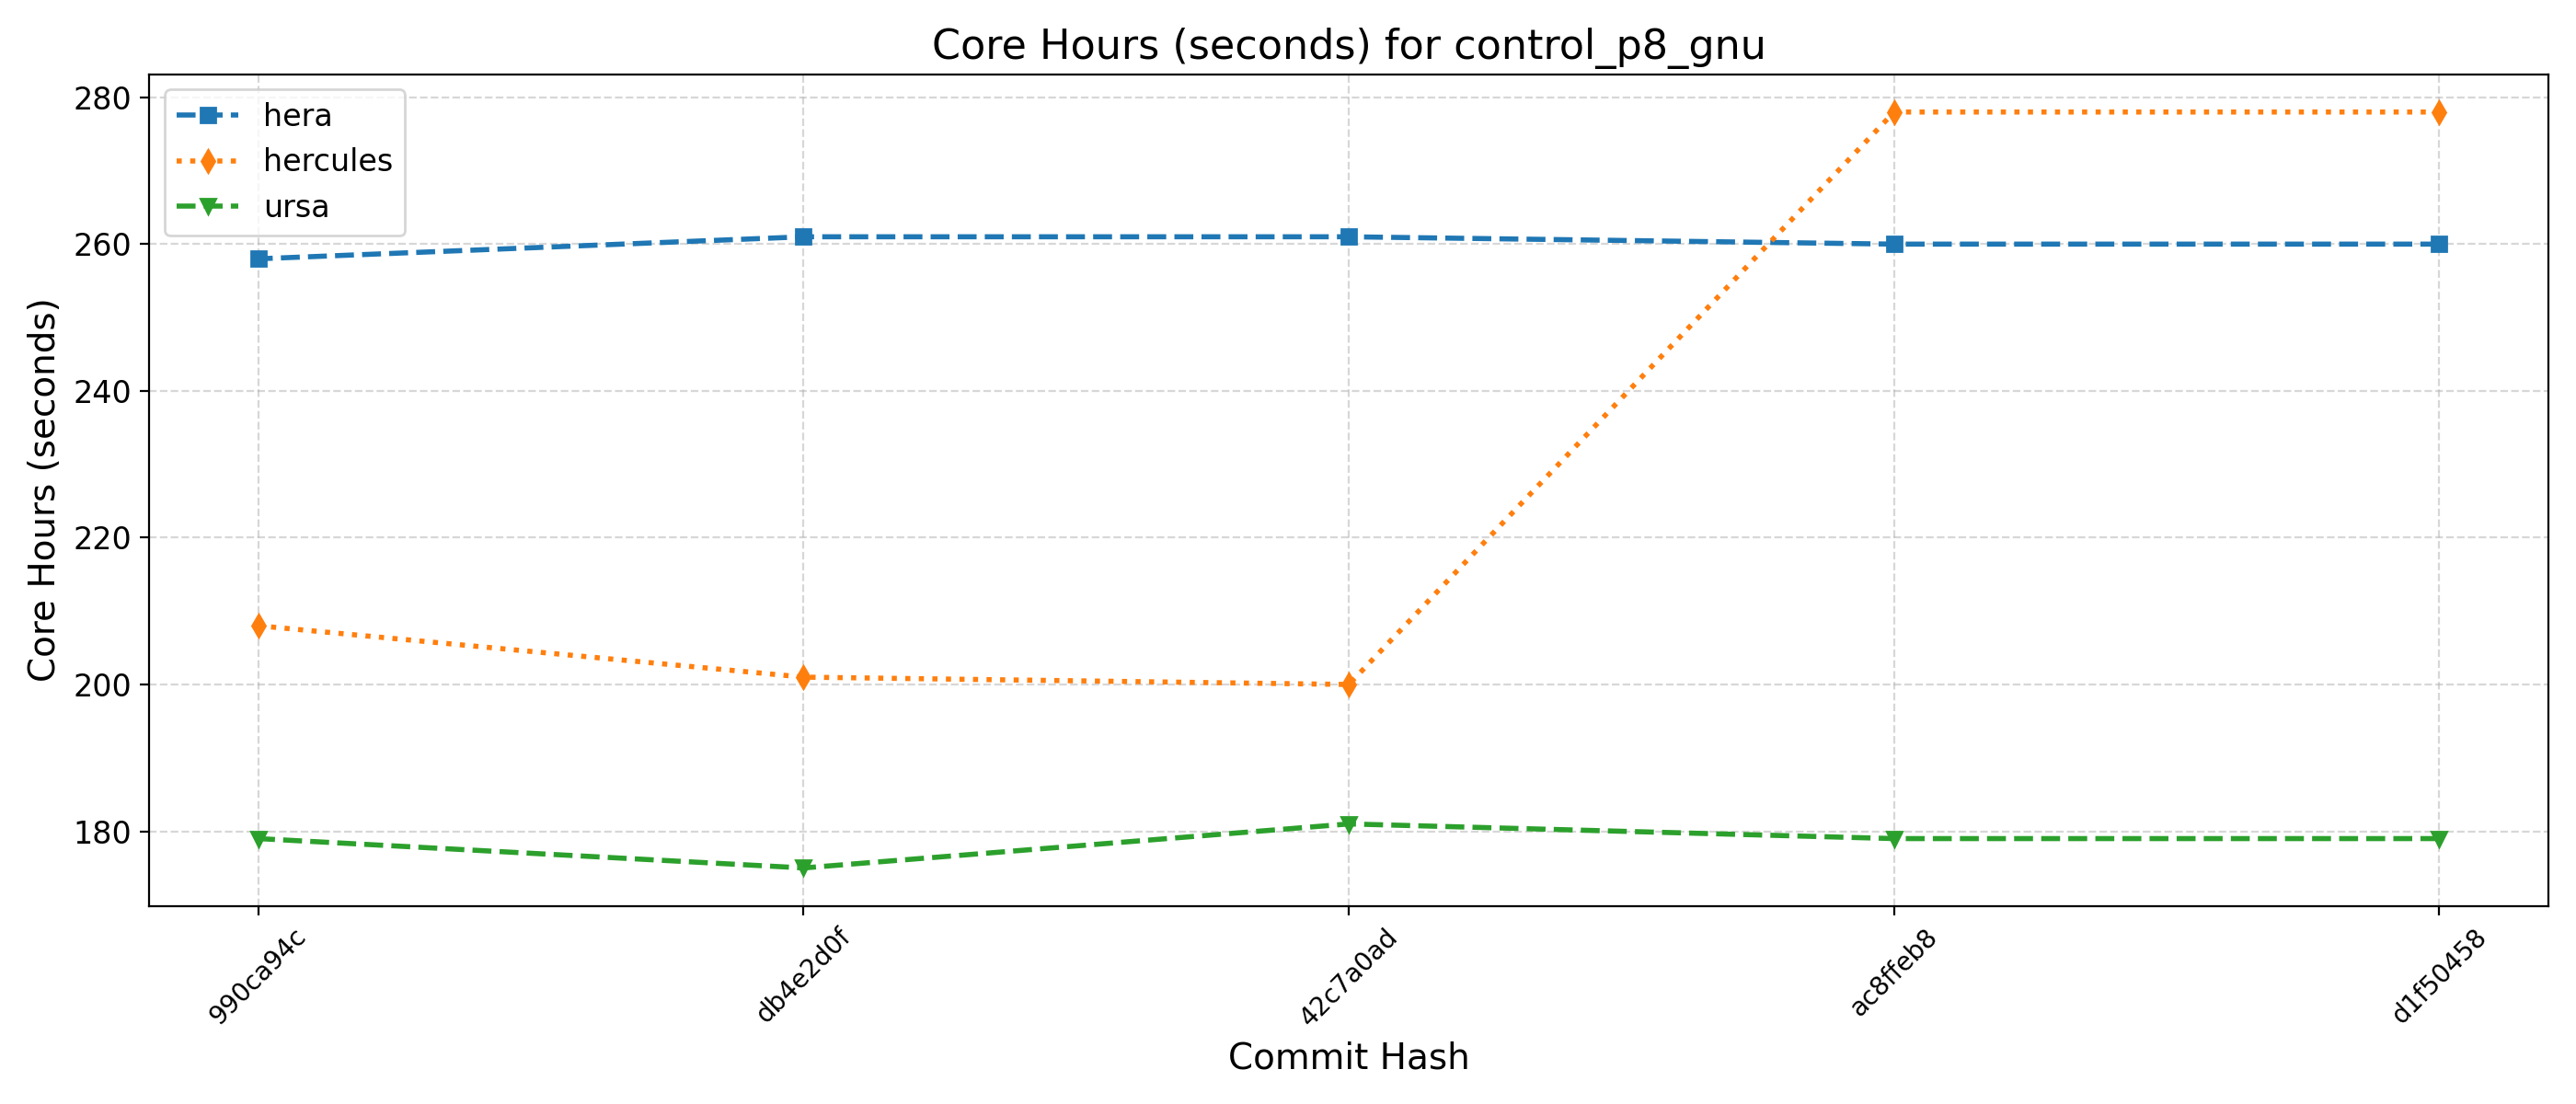 Core Hours (seconds) for control_p8_gnu
hera
hercules
ursa
Core Hours (seconds)
280
260
240
220
200
180
990ca94c
db4e2d0f
42c7a0ad
ac8ffeb8
d1f50458
Commit Hash